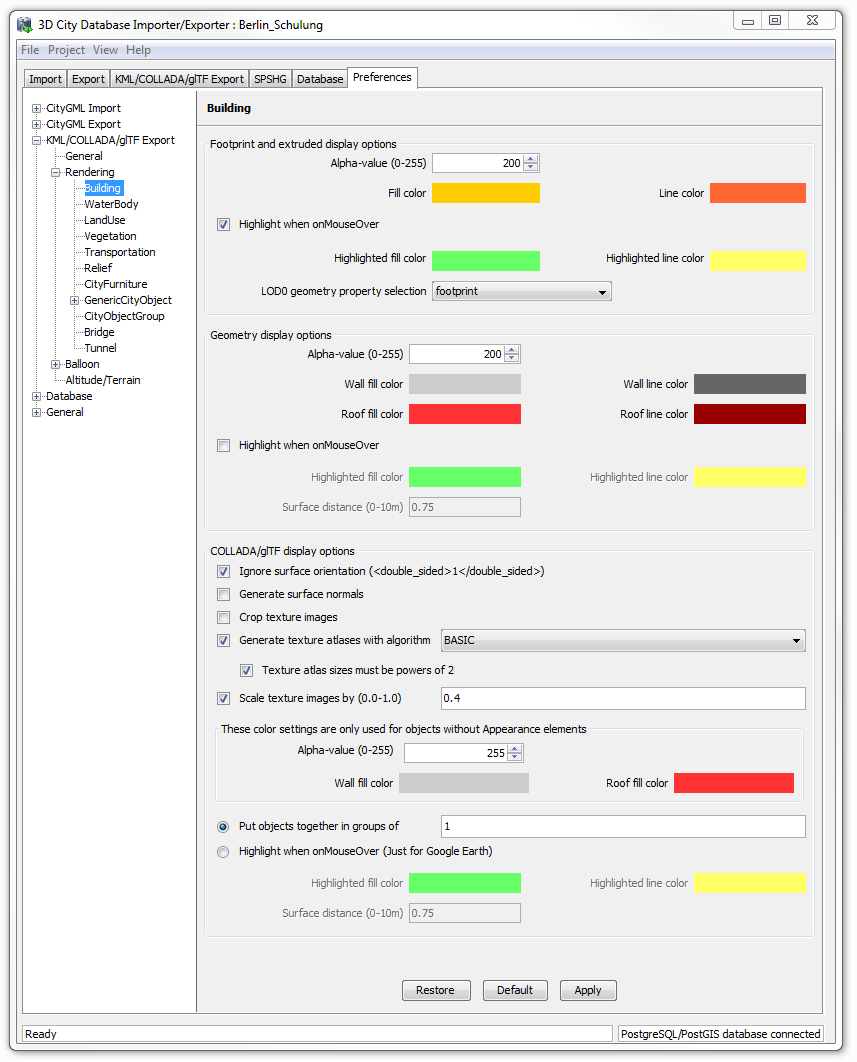 3D City Database Importer/Exporter : Berlin_Schulung
File Project View Help
Import Export KML/COLLADA/glTF Export SPSHG Database Preferences
CityGML Import
CityGML Export
KML/COLLADA/glTF Export
General
Rendering
Building
WaterBody
LandUse
Vegetation
Transportation
Relief
CityFurniture
GenericCityObject
CityObjectGroup
Bridge
Tunnel
Balloon
Altitude/Terrain
Database
General
Building
Footprint and extruded display options
Alpha-value (0-255) 200
Fill color Line color
Highlight when onMouseOver
Highlighted fill color Highlighted line color
LOD0 geometry property selection footprint
Geometry display options
Alpha-value (0-255) 200
Wall fill color Wall line color
Roof fill color Roof line color
Highlight when onMouseOver
Highlighted fill color Highlighted line color
Surface distance (0-10m) 0.75
COLLADA/glTF display options
Ignore surface orientation (<double_sided>1</double_sided>)
Generate surface normals
Crop texture images
Generate texture atlases with algorithm BASIC
Texture atlas sizes must be powers of 2
Scale texture images by (0.0-1.0) 0.4
These color settings are only used for objects without Appearance elements
Alpha-value (0-255) 255
Wall fill color Roof fill color
Put objects together in groups of 1
Highlight when onMouseOver (Just for Google Earth)
Highlighted fill color Highlighted line color
Surface distance (0-10m) 0.75
Restore Default Apply
Ready PostgreSQL/PostGIS database connected